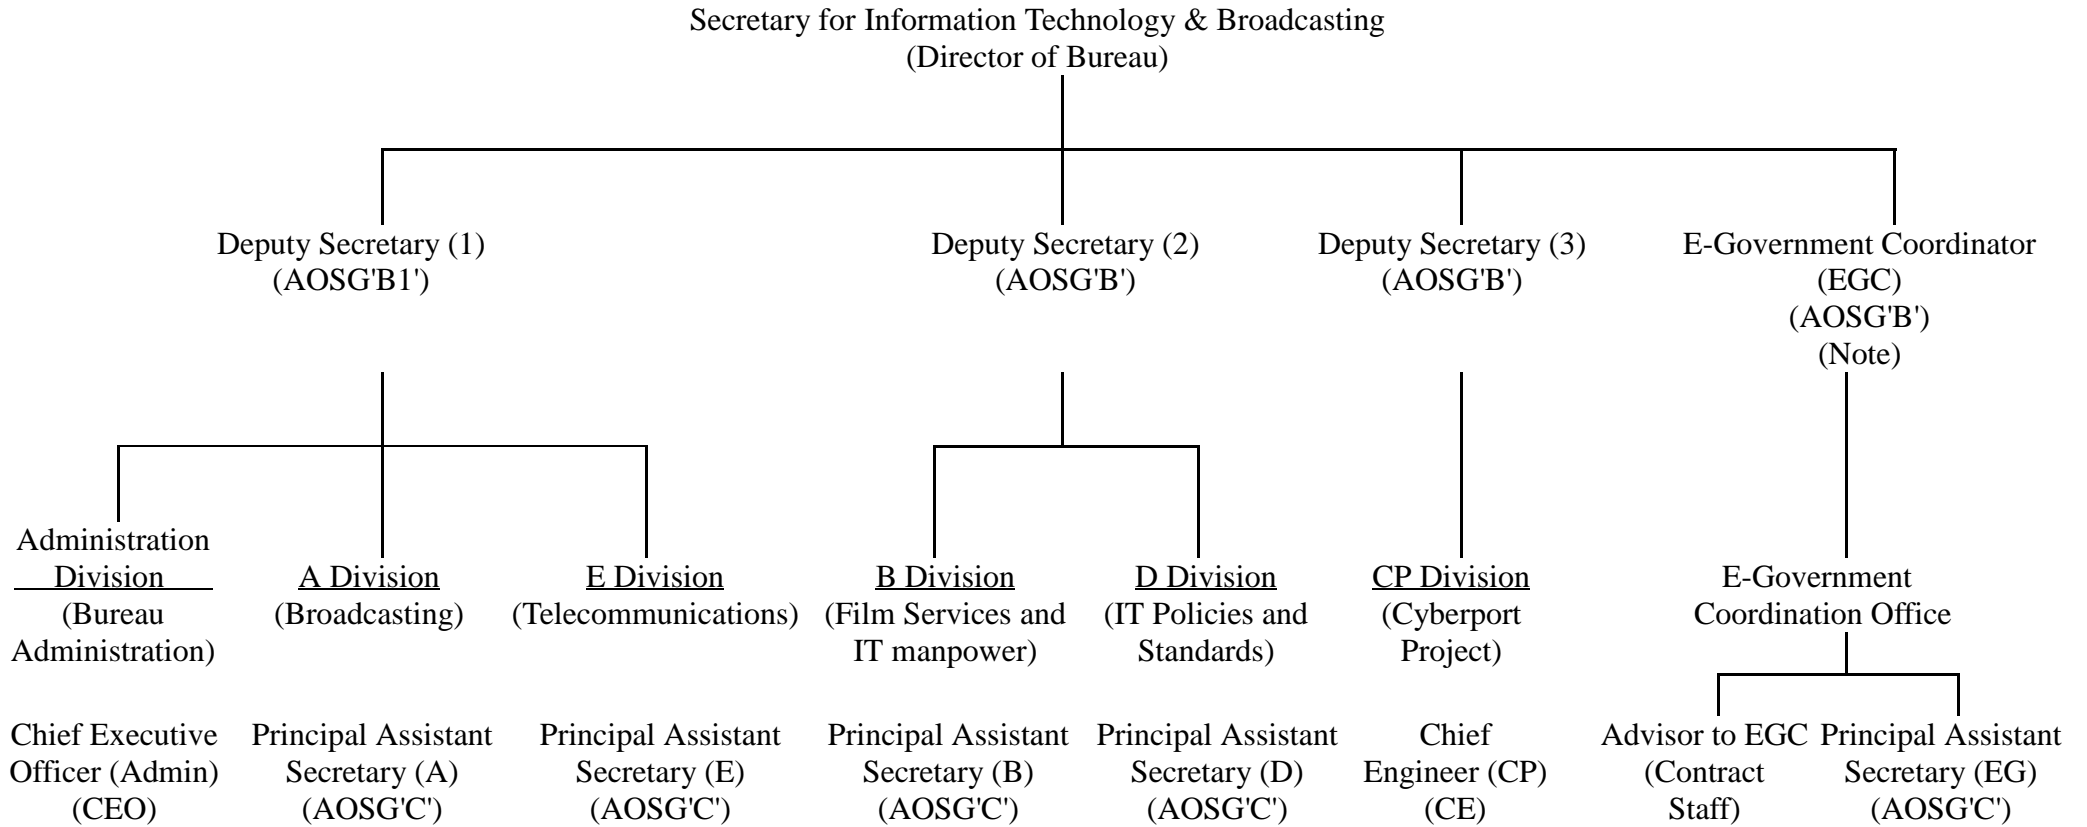 Secretary for Information Technology & Broadcasting
(Director of Bureau)
Deputy Secretary (1)
(AOSG'B1')
Deputy Secretary (2)
(AOSG'B')
Deputy Secretary (3)
(AOSG'B')
E-Government Coordinator
(EGC)
(AOSG'B')
(Note)
Administration
Division
(Bureau
Administration)
A Division
(Broadcasting)
E Division
(Telecommunications)
B Division
(Film Services and
IT manpower)
D Division
(IT Policies and
Standards)
CP Division
(Cyberport
Project)
E-Government
Coordination Office
Chief Executive
Officer (Admin)
(CEO)
Principal Assistant
Secretary (A)
(AOSG'C')
Principal Assistant
Secretary (E)
(AOSG'C')
Principal Assistant
Secretary (B)
(AOSG'C')
Principal Assistant
Secretary (D)
(AOSG'C')
Chief
Engineer (CP)
(CE)
Advisor to EGC
(Contract
Staff)
Principal Assistant
Secretary (EG)
(AOSG'C')